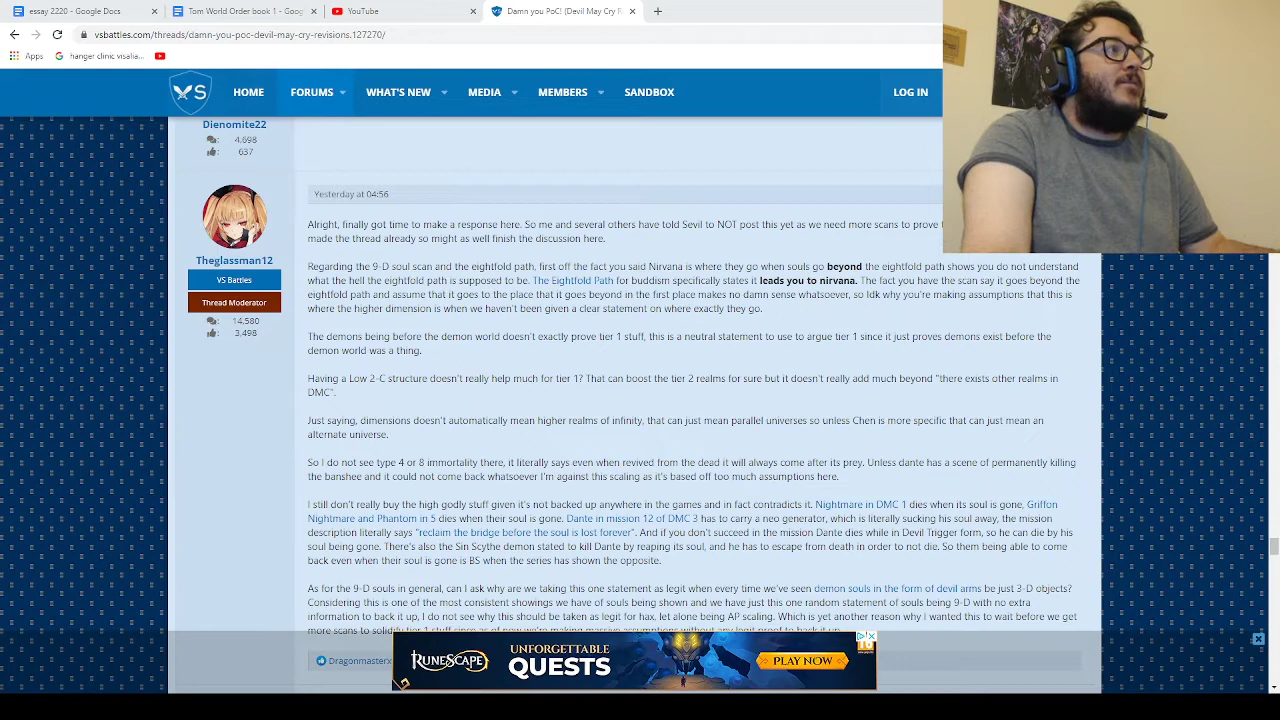 essay 2220 - Google Docs
Tom World Order book 1 - Goo
YouTube
Damn you PoC! (Devil May Cry R
vsbattles.com/threads/damn-you-poc-devil-may-cry-revisions.127270/
Apps
hanger clinic visalia...
VS
HOME
FORUMS
WHAT'S NEW
MEDIA
MEMBERS
SANDBOX
LOG IN
Dienomite22
4,698
637
Yesterday at 04:56
Theglassman12
VS Battles
Thread Moderator
14,580
3,498
Alright, finally got time to make a response here. So me and several others have told Sevil to NOT post this yet as we need more scans to prove t
made the thread already so might as well finish the discussion here.
Regarding the 9-D soul scan and the eightfold path, first off the fact you said Nirvana is where they go when souls go beyond the eightfold path shows you do not understand
what the hell the eightfold path is supposed to be. The Eightfold Path for buddism specifically states it leads you to nirvana. The fact you have the scan say it goes beyond the
eightfold path and assume that it goes to the place that it goes beyond in the first place makes no damn sense whatsoever, so Idk why you're making assumptions that this is
where the higher dimension is when we haven't been given a clear statement on where exactly they go.
The demons being before the demon world doesn't exactly prove tier 1 stuff, this is a neutral statement to use to argue tier 1 since it just proves demons exist before the
demon world was a thing.
Having a Low 2-C structure doesn't really help much for tier 1? That can boost the tier 2 realms for sure but it doesn't really add much beyond "there exists other realms in
DMC".
Just saying, dimensions doesn't automatically mean higher realms of infinity, that can just mean parallel universes so unless Chen is more specific that can just mean an
alternate universe.
So I do not see type 4 or 8 immortality there, it literally says even when revived from the dead it will always come after its prey. Unless dante has a scene of permanently killing
the banshee and it could not come back whatsoever I'm against this scaling as it's based off too much assumptions here.
I still don't really buy the high godly stuff given it's not backed up anywhere in the games and in fact contradicts it. Nightmare in DMC 1 dies when its soul is gone, Griffon
Nightmare and Phantom in 5 dies when their soul is gone. Dante in mission 12 of DMC 3 has to carry a neo generator, which is literally sucking his soul away, the mission
description literally says "reclaim the bridge before the soul is lost forever". And if you don't succeed in the mission Dante dies while in Devil Trigger form, so he can die by his
soul being gone. There's also the Sin Scythe demon stated to kill Dante by reaping its soul, and he has to escape from death in order to not die. So them being able to come
back even when their soul is gone is BS when the series has shown the opposite.
As for the 9-D souls in general, can I ask why are we taking this one statement as legit when every time we've seen demon souls in the form of devil arms be just 3-D objects?
Considering this is one of the most consistent showings we have of souls being shown and we have just this one random statement of souls being 9-D with no extra
information to back it up, I do not see why this should be taken as legit for hax, let alone being AP scaling. Which is yet another reason why I wanted this to wait before we get
Dragonmasterx
RUNESCAPE
UNFORGETTABLE
QUESTS
PLAY NOW